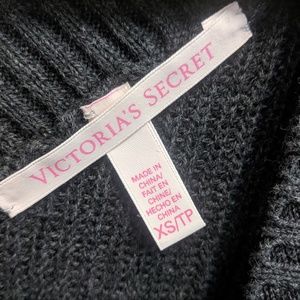 VICTORIA'S SECRET
MADE IN
CHINA/
FAIT EN
CHINE/
HECHO EN
CHINA
XS/TP